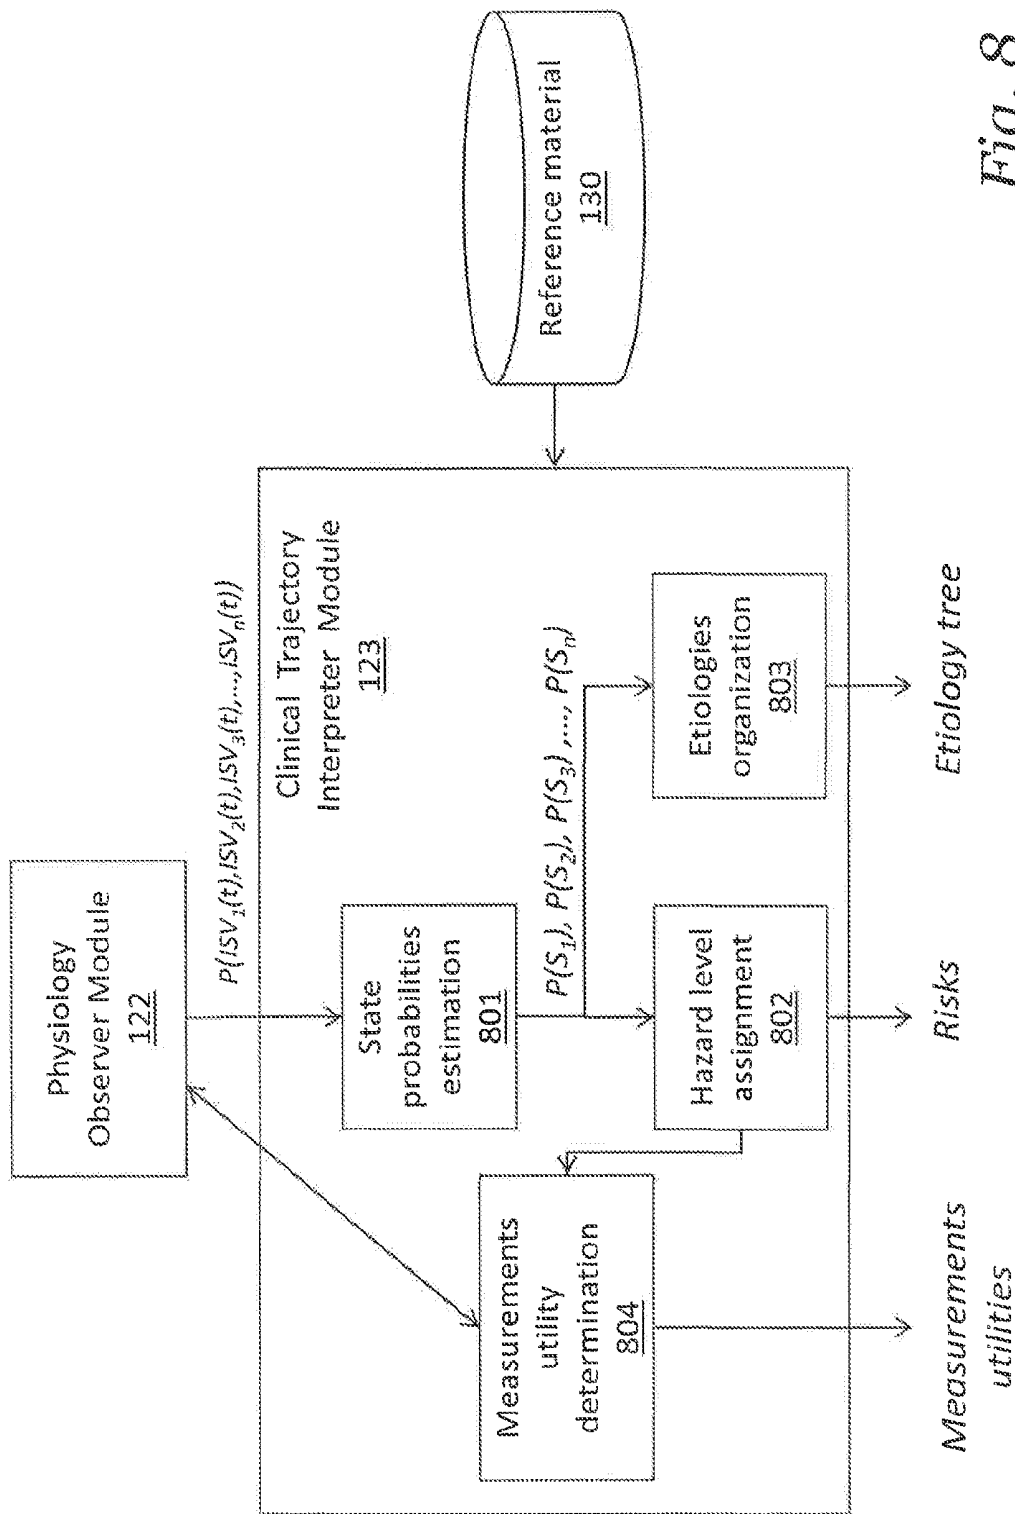 Physiology
Observer Module
122
P(ISV₁(t),ISV₂(t),ISV₃(t),...,ISVₙ(t))
Clinical Trajectory
Interpreter Module
123
State
probabilities
estimation
801
P(S₁), P(S₂), P(S₃) ,..., P(Sₙ)
Measurements
utility
determination
804
Hazard level
assignment
802
Etiologies
organization
803
Reference material
130
Measurements
utilities
Risks
Etiology tree
Fig. 8